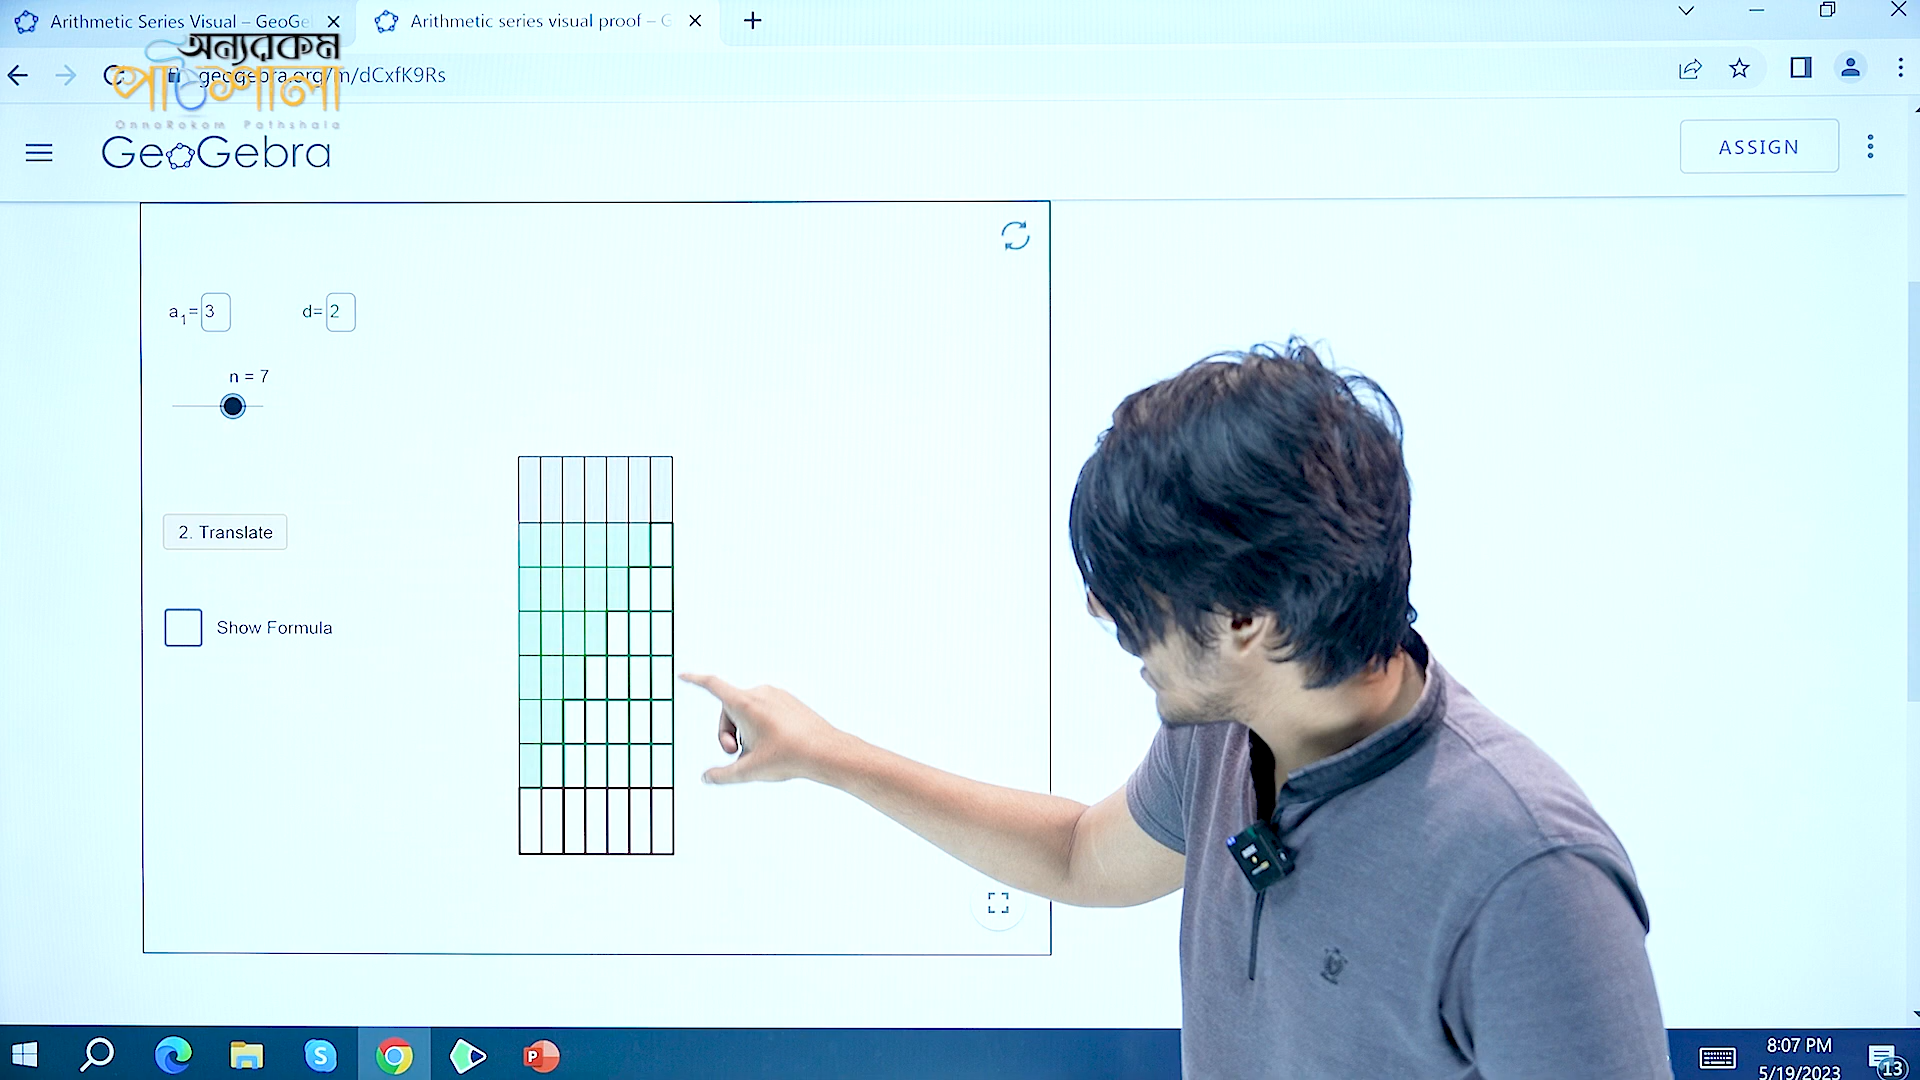 Arithmetic Series Visual – GeoGe
Arithmetic series visual proof – G
অন্যরকম
পাঠশালা
OnnoRokom Pathshala
geogebra.org/m/dCxfK9Rs
GeoGebra
ASSIGN
a1= 3
d= 2
n = 7
2. Translate
Show Formula
8:07 PM
5/19/2023
13